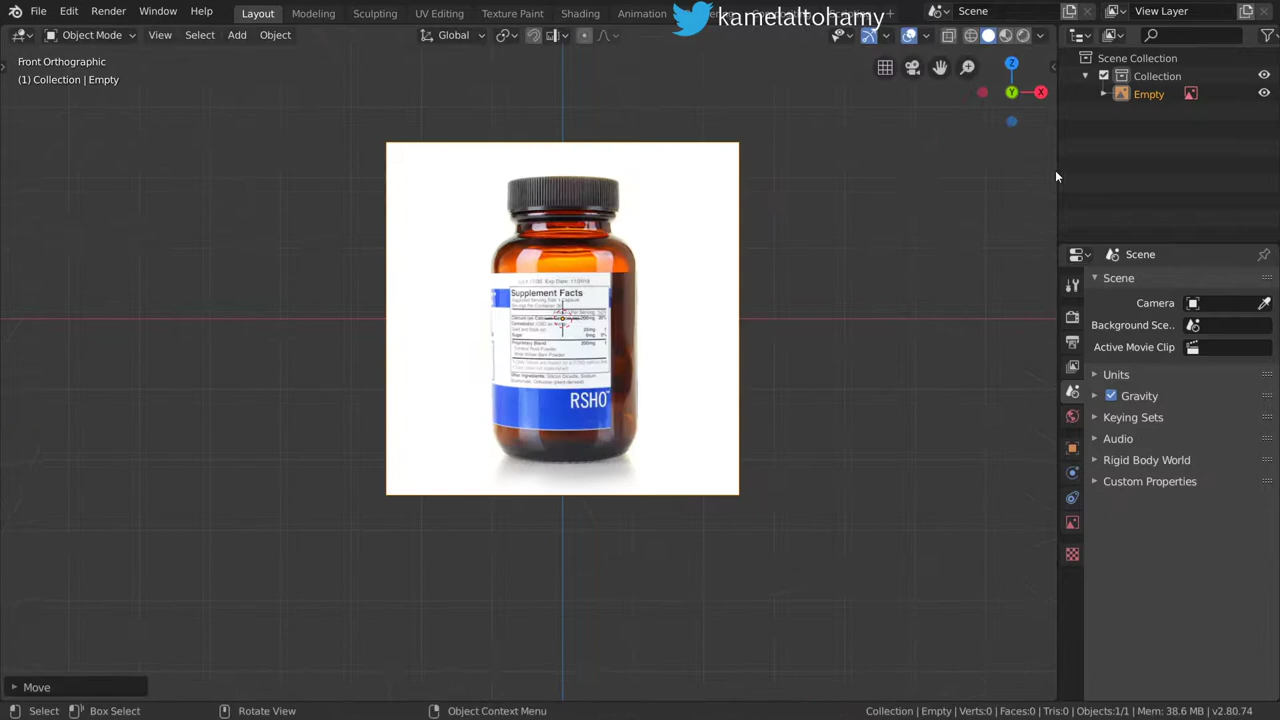 File Edit Render Window Help Layout Modeling Sculpting UV Editing Texture Paint Shading Animation kamelaltohamy Scene View Layer
Object Mode View Select Add Object Global
Front Orthographic
(1) Collection | Empty
Scene Collection
Collection
Empty
Z
Y
X
Scene
Scene
Camera
Background Sce..
Active Movie Clip
Units
Gravity
Keying Sets
Audio
Rigid Body World
Custom Properties
Supplement Facts
Proprietary Blend
RSHO
Move
Select Box Select Rotate View Object Context Menu Collection | Empty | Verts:0 | Faces:0 | Tris:0 | Objects:1/1 | Mem: 38.6 MB | v2.80.74